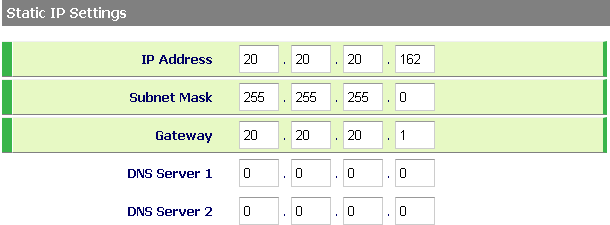 Static IP Settings
IP Address 20 . 20 . 20 . 162
Subnet Mask 255 . 255 . 255 . 0
Gateway 20 . 20 . 20 . 1
DNS Server 1 0 . 0 . 0 . 0
DNS Server 2 0 . 0 . 0 . 0